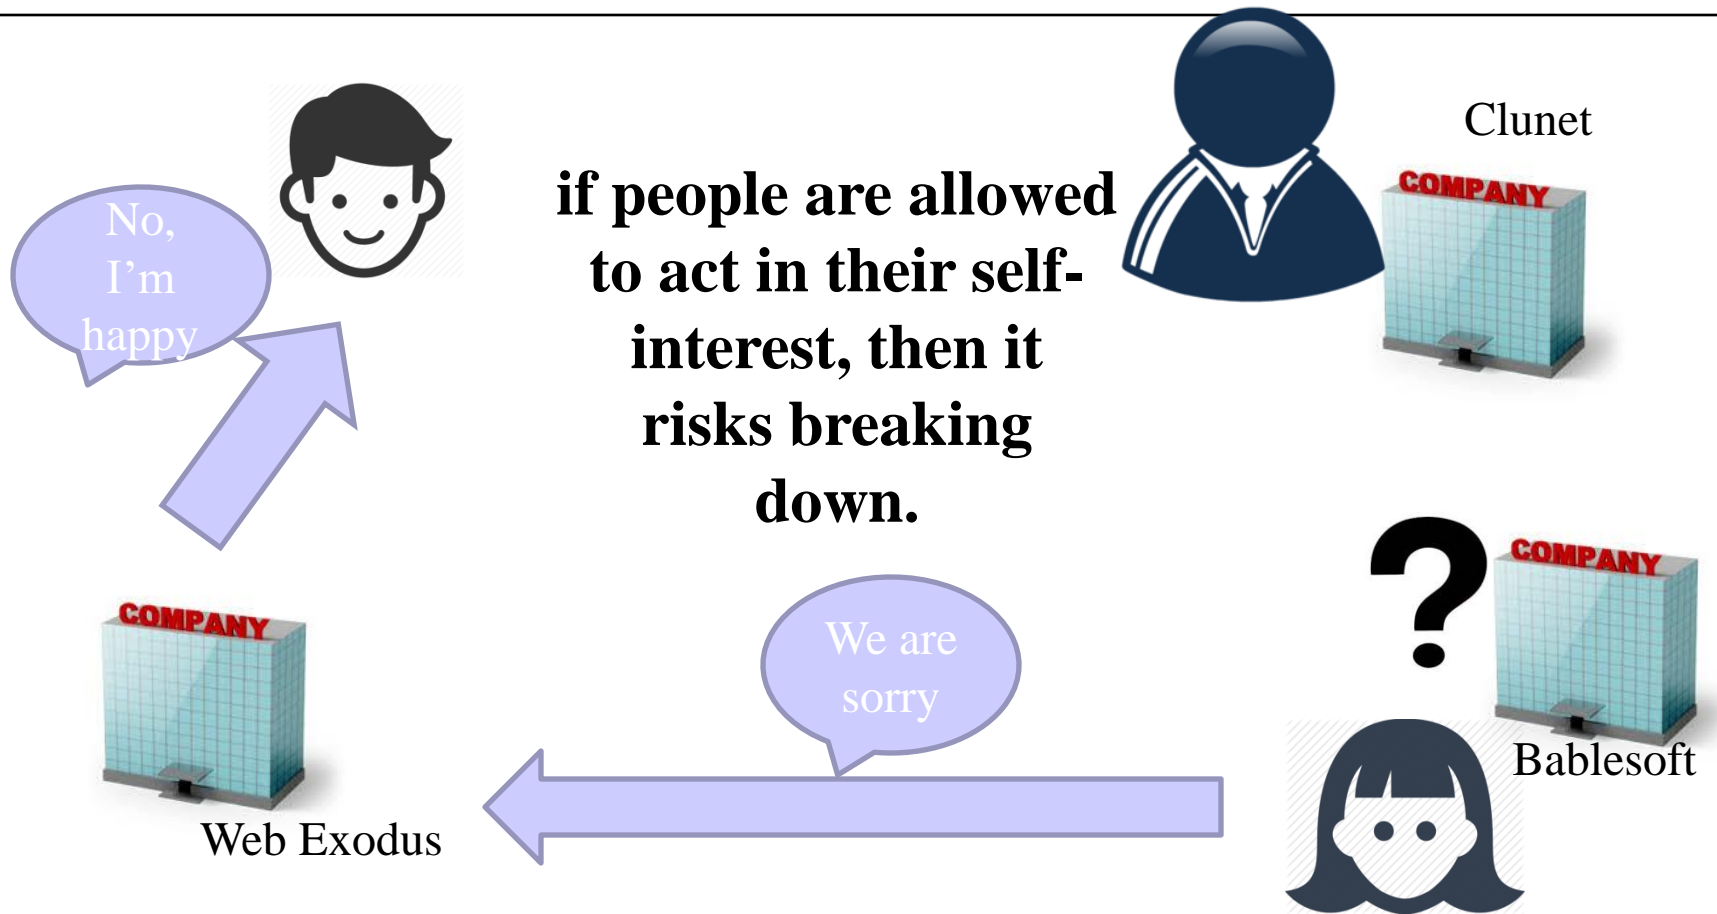 Clunet
COMPANY
No,
I’m
happy
if people are allowed
to act in their self-
interest, then it
risks breaking
down.
?
COMPANY
Bablesoft
COMPANY
Web Exodus
We are
sorry